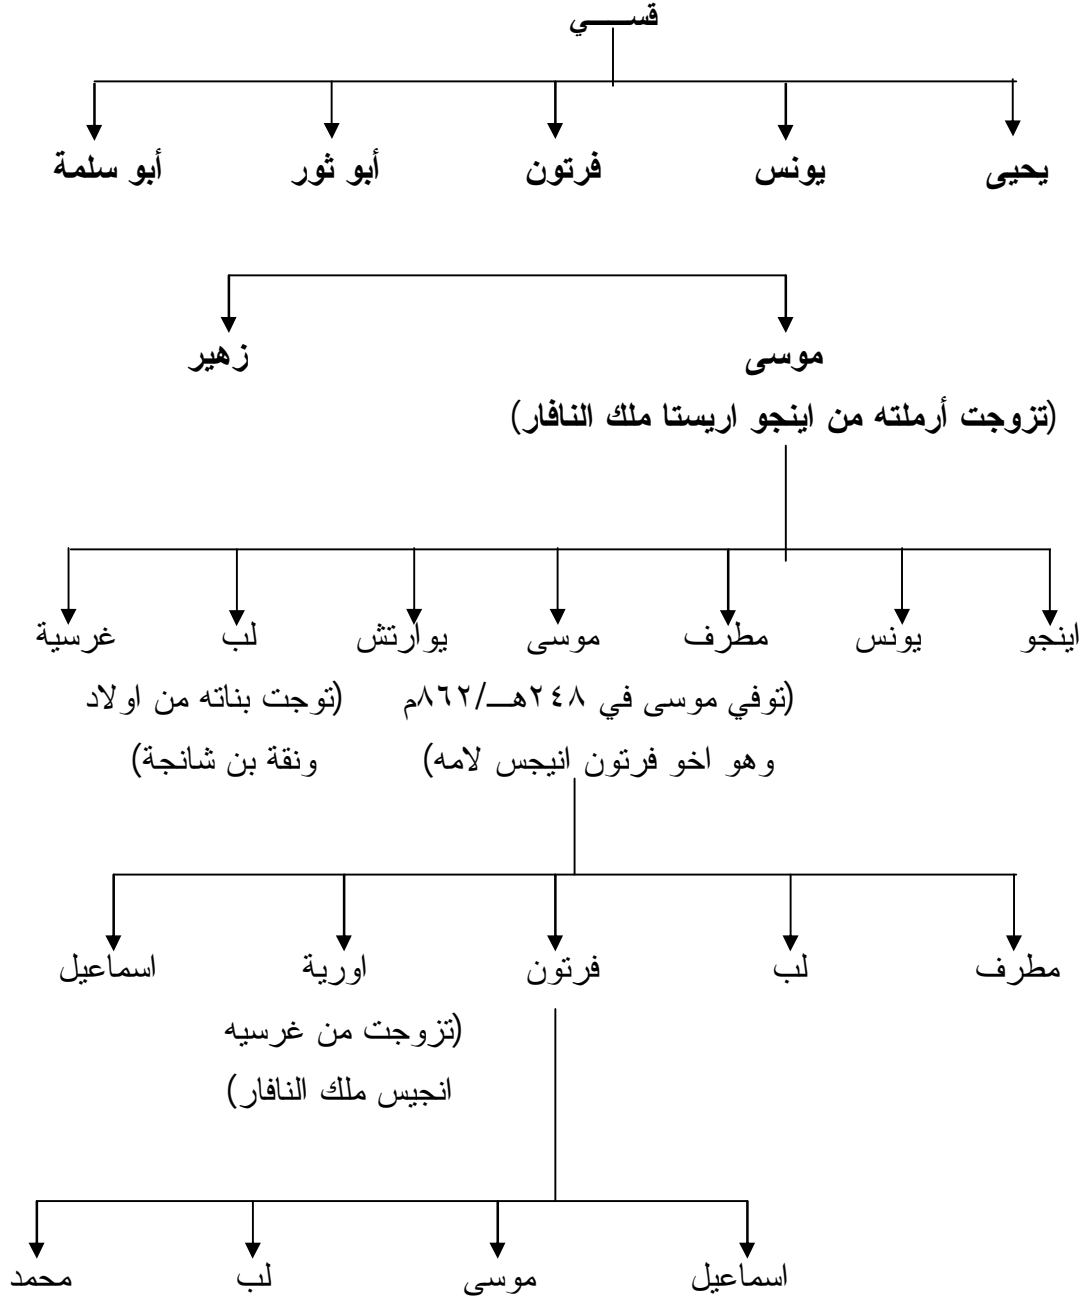 قســـــي
يحيى يونس فرتون أبو ثور أبو سلمة
موسى زهير
(تزوجت أرملته من اينجو اريستا ملك النافار)
اينجو يونس مطرف موسى يوارتش لب غرسية
(توفي موسى في ٢٤٨هــ/٨٦٢م (توجت بناته من اولاد
وهو اخو فرتون انيجس لامه) ونقة بن شانجة)
مطرف لب فرتون اورية اسماعيل
(تزوجت من غرسيه
انجيس ملك النافار)
اسماعيل موسى لب محمد